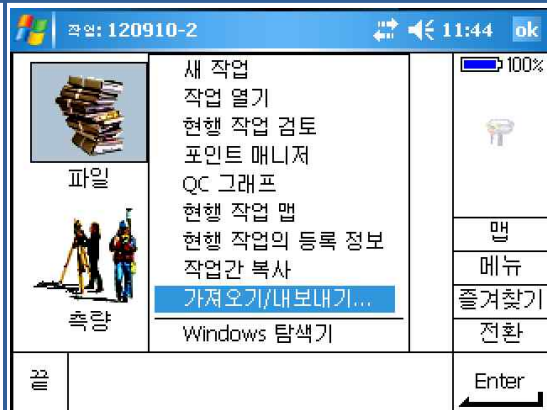 작업: 120910-2 11:44 ok
새 작업
작업 열기
현행 작업 검토
포인트 매니저
QC 그래프
현행 작업 맵
현행 작업의 등록 정보
작업간 복사
가져오기/내보내기...
Windows 탐색기
파일
측량
100%
맵
메뉴
즐겨찾기
전환
끝
Enter